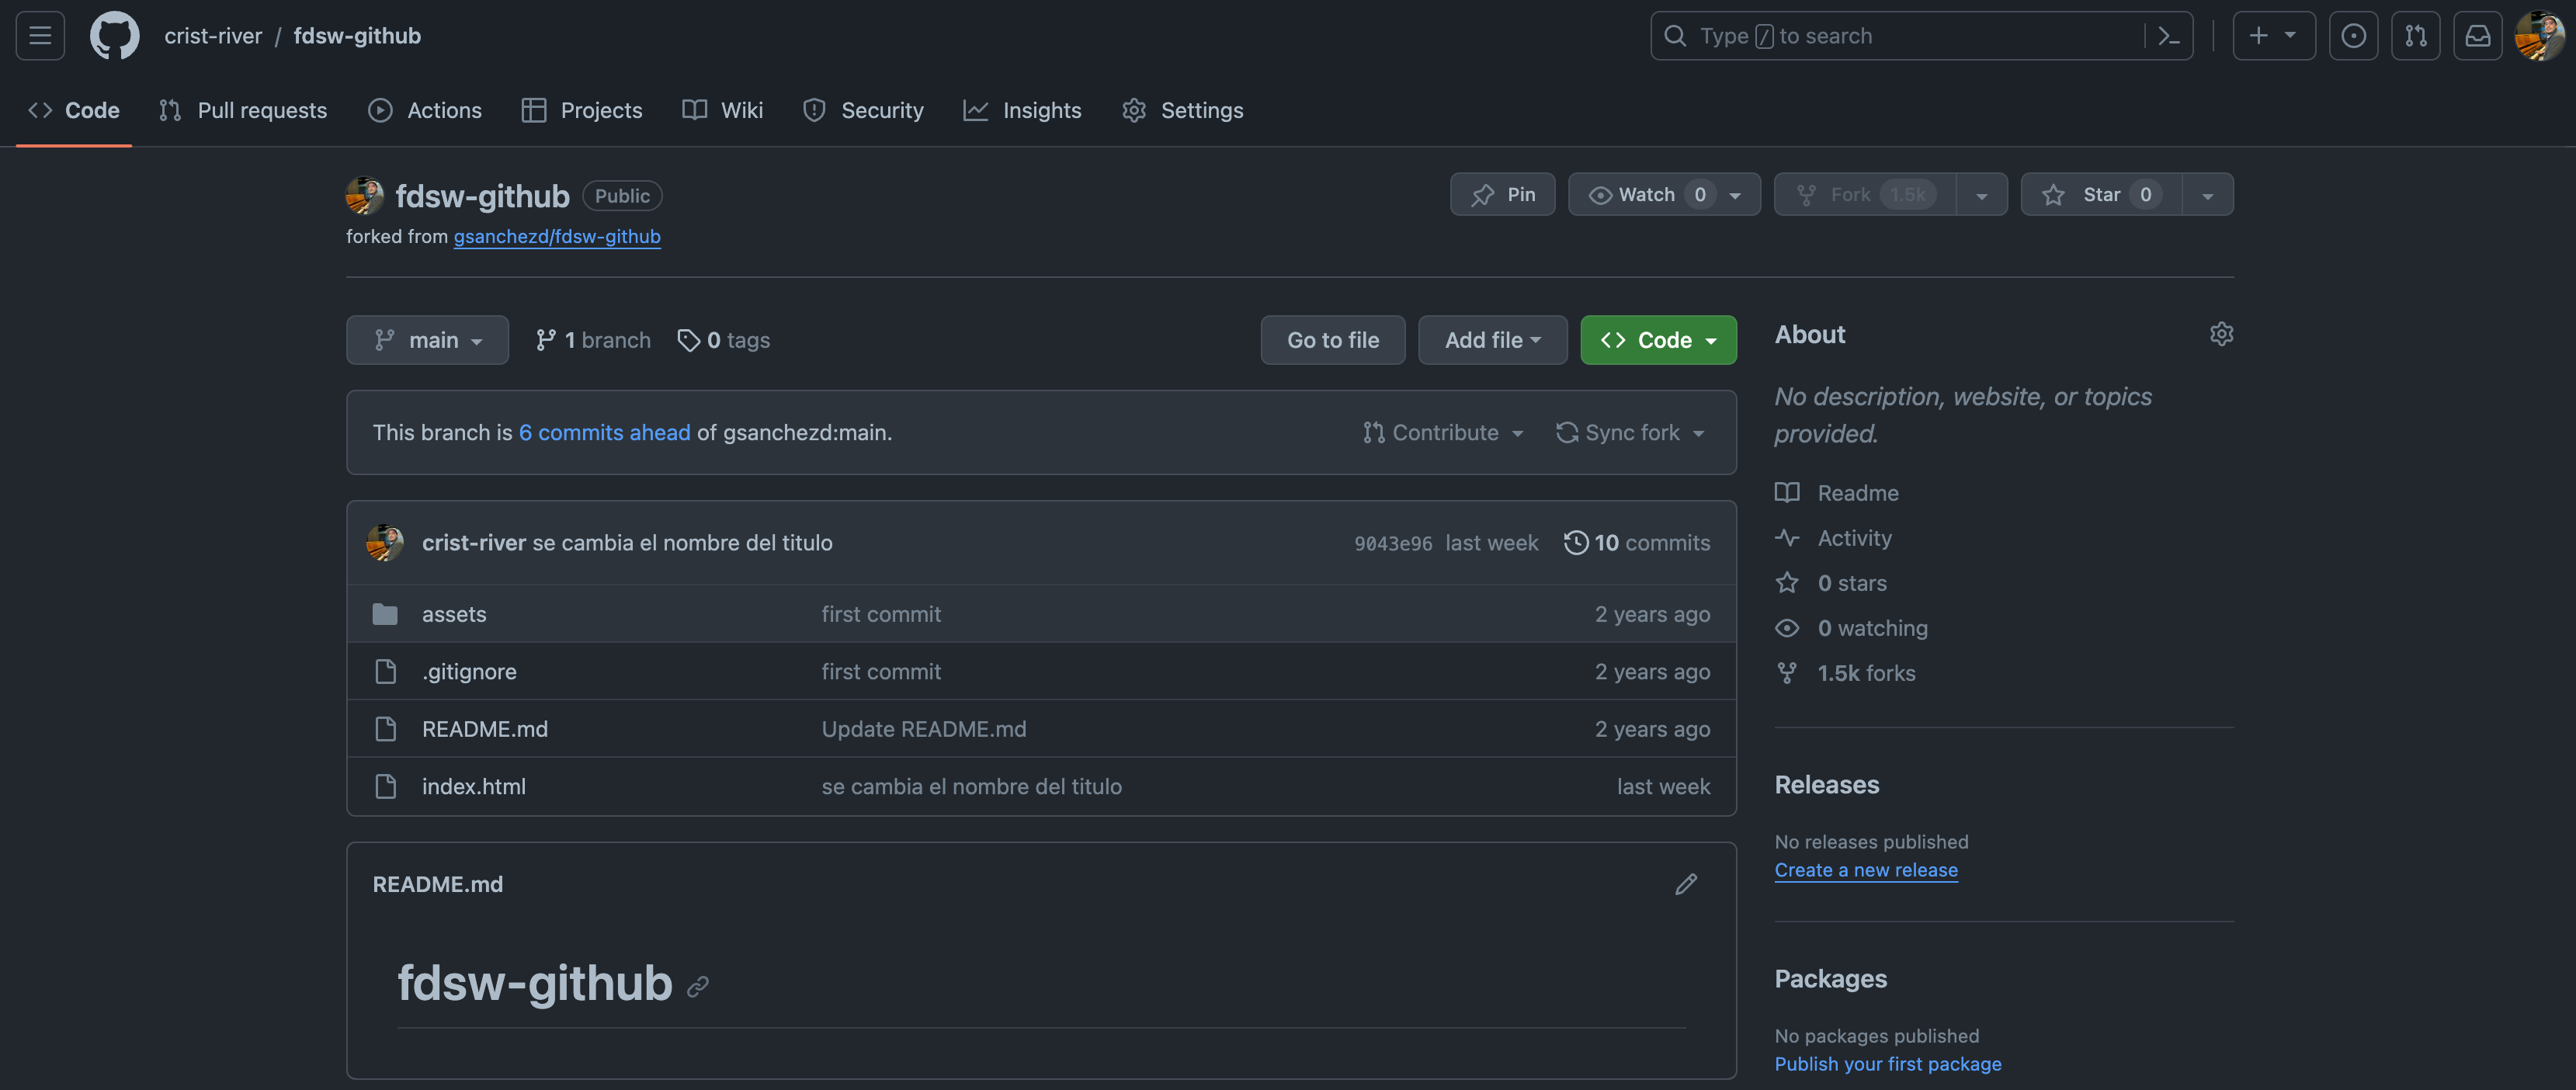 crist-river / fdsw-github
Type / to search
Code Pull requests Actions Projects Wiki Security Insights Settings
fdsw-github Public
Pin Watch 0 Fork 1.5k Star 0
forked from gsanchezd/fdsw-github
main 1 branch 0 tags
Go to file Add file Code
This branch is 6 commits ahead of gsanchezd:main.
Contribute Sync fork
crist-river se cambia el nombre del titulo 9043e96 last week 10 commits
assets first commit 2 years ago
.gitignore first commit 2 years ago
README.md Update README.md 2 years ago
index.html se cambia el nombre del titulo last week
README.md
fdsw-github
About
No description, website, or topics
provided.
Readme
Activity
0 stars
0 watching
1.5k forks
Releases
No releases published
Create a new release
Packages
No packages published
Publish your first package